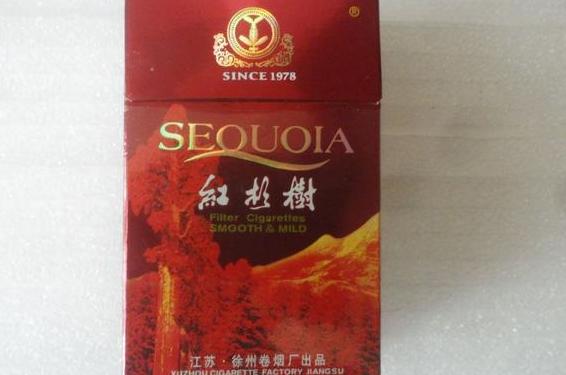 ®
SINCE 1978
SEQUOIA
紅杉樹
Filter Cigarettes
SMOOTH & MILD
江苏·徐州卷烟厂出品
XUZHOU CIGARETTE FACTORY JIANGSU